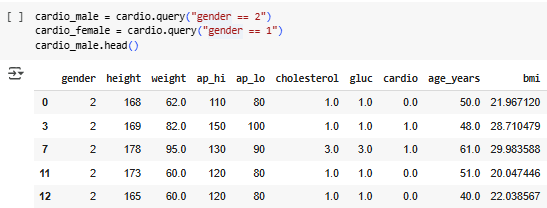 [ ] cardio_male = cardio.query("gender == 2")
cardio_female = cardio.query("gender == 1")
cardio_male.head()
gender height weight ap_hi ap_lo cholesterol gluc cardio age_years bmi
0 2 168 62.0 110 80 1.0 1.0 0.0 50.0 21.967120
3 2 169 82.0 150 100 1.0 1.0 1.0 48.0 28.710479
7 2 178 95.0 130 90 3.0 3.0 1.0 61.0 29.983588
11 2 173 60.0 120 80 1.0 1.0 0.0 51.0 20.047446
12 2 165 60.0 120 80 1.0 1.0 0.0 40.0 22.038567